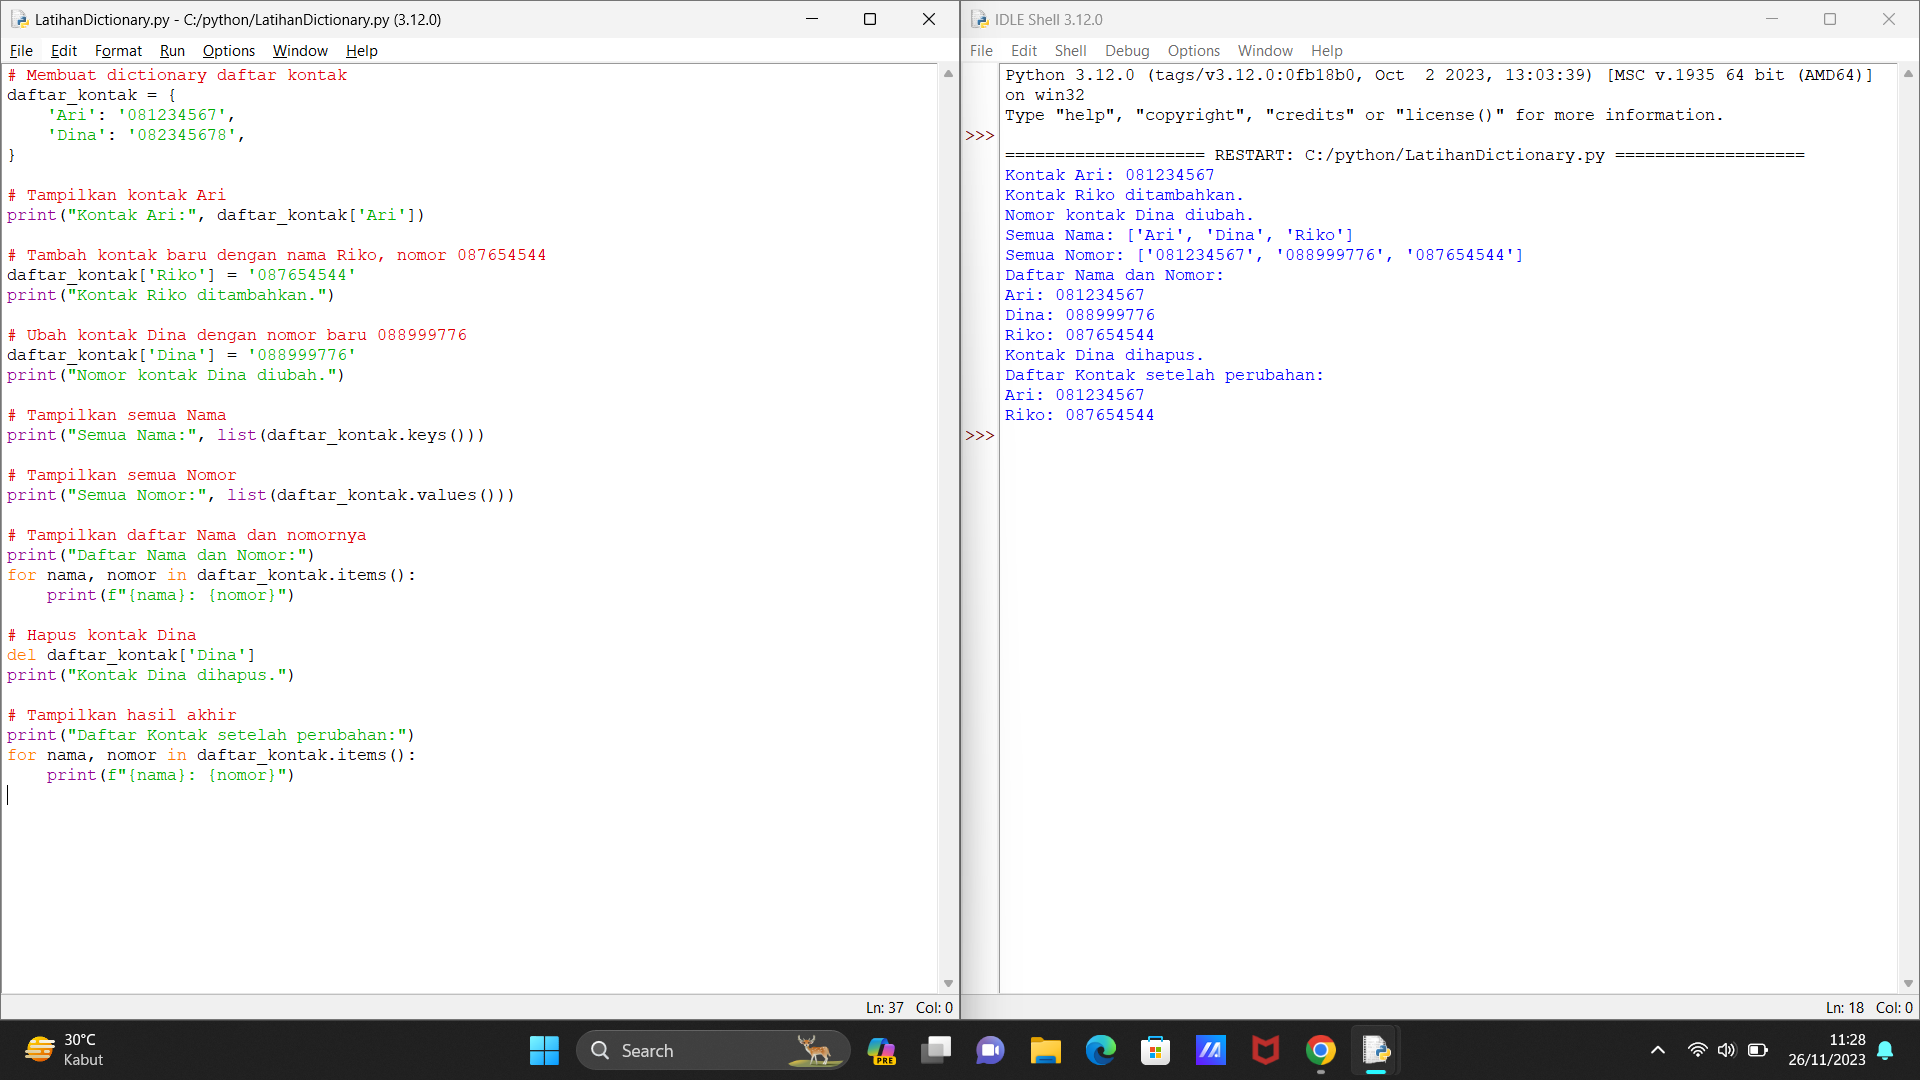 LatihanDictionary.py - C:/python/LatihanDictionary.py (3.12.0)
File Edit Format Run Options Window Help
# Membuat dictionary daftar kontak
daftar_kontak = {
    'Ari': '081234567',
    'Dina': '082345678',
}

# Tampilkan kontak Ari
print("Kontak Ari:", daftar_kontak['Ari'])

# Tambah kontak baru dengan nama Riko, nomor 087654544
daftar_kontak['Riko'] = '087654544'
print("Kontak Riko ditambahkan.")

# Ubah kontak Dina dengan nomor baru 088999776
daftar_kontak['Dina'] = '088999776'
print("Nomor kontak Dina diubah.")

# Tampilkan semua Nama
print("Semua Nama:", list(daftar_kontak.keys()))

# Tampilkan semua Nomor
print("Semua Nomor:", list(daftar_kontak.values()))

# Tampilkan daftar Nama dan nomornya
print("Daftar Nama dan Nomor:")
for nama, nomor in daftar_kontak.items():
    print(f"{nama}: {nomor}")

# Hapus kontak Dina
del daftar_kontak['Dina']
print("Kontak Dina dihapus.")

# Tampilkan hasil akhir
print("Daftar Kontak setelah perubahan:")
for nama, nomor in daftar_kontak.items():
    print(f"{nama}: {nomor}")
Ln: 37 Col: 0
IDLE Shell 3.12.0
File Edit Shell Debug Options Window Help
Python 3.12.0 (tags/v3.12.0:0fb18b0, Oct  2 2023, 13:03:39) [MSC v.1935 64 bit (AMD64)]
on win32
Type "help", "copyright", "credits" or "license()" for more information.
>>>
==================== RESTART: C:/python/LatihanDictionary.py ===================
Kontak Ari: 081234567
Kontak Riko ditambahkan.
Nomor kontak Dina diubah.
Semua Nama: ['Ari', 'Dina', 'Riko']
Semua Nomor: ['081234567', '088999776', '087654544']
Daftar Nama dan Nomor:
Ari: 081234567
Dina: 088999776
Riko: 087654544
Kontak Dina dihapus.
Daftar Kontak setelah perubahan:
Ari: 081234567
Riko: 087654544
>>>
Ln: 18 Col: 0
30°C
Kabut
Search
PRE
11:28
26/11/2023